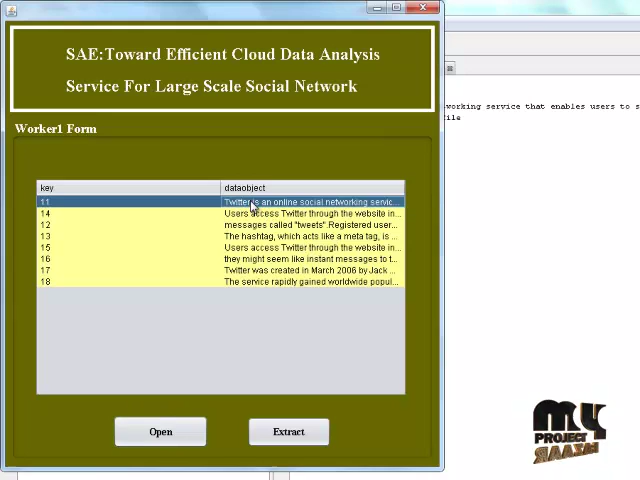 SAE:Toward Efficient Cloud Data Analysis
Service For Large Scale Social Network
orking service that enables users to s
ile
Worker1 Form
key dataobject
11 Twitter is an online social networking servic...
14 Users access Twitter through the website in...
12 messages called "tweets".Registered user...
13 The hashtag, which acts like a meta tag, is ...
15 Users access Twitter through the website in...
16 they might seem like instant messages to t...
17 Twitter was created in March 2006 by Jack ...
18 The service rapidly gained worldwide popul...
Open Extract
my
PROJECT
BAZAAR